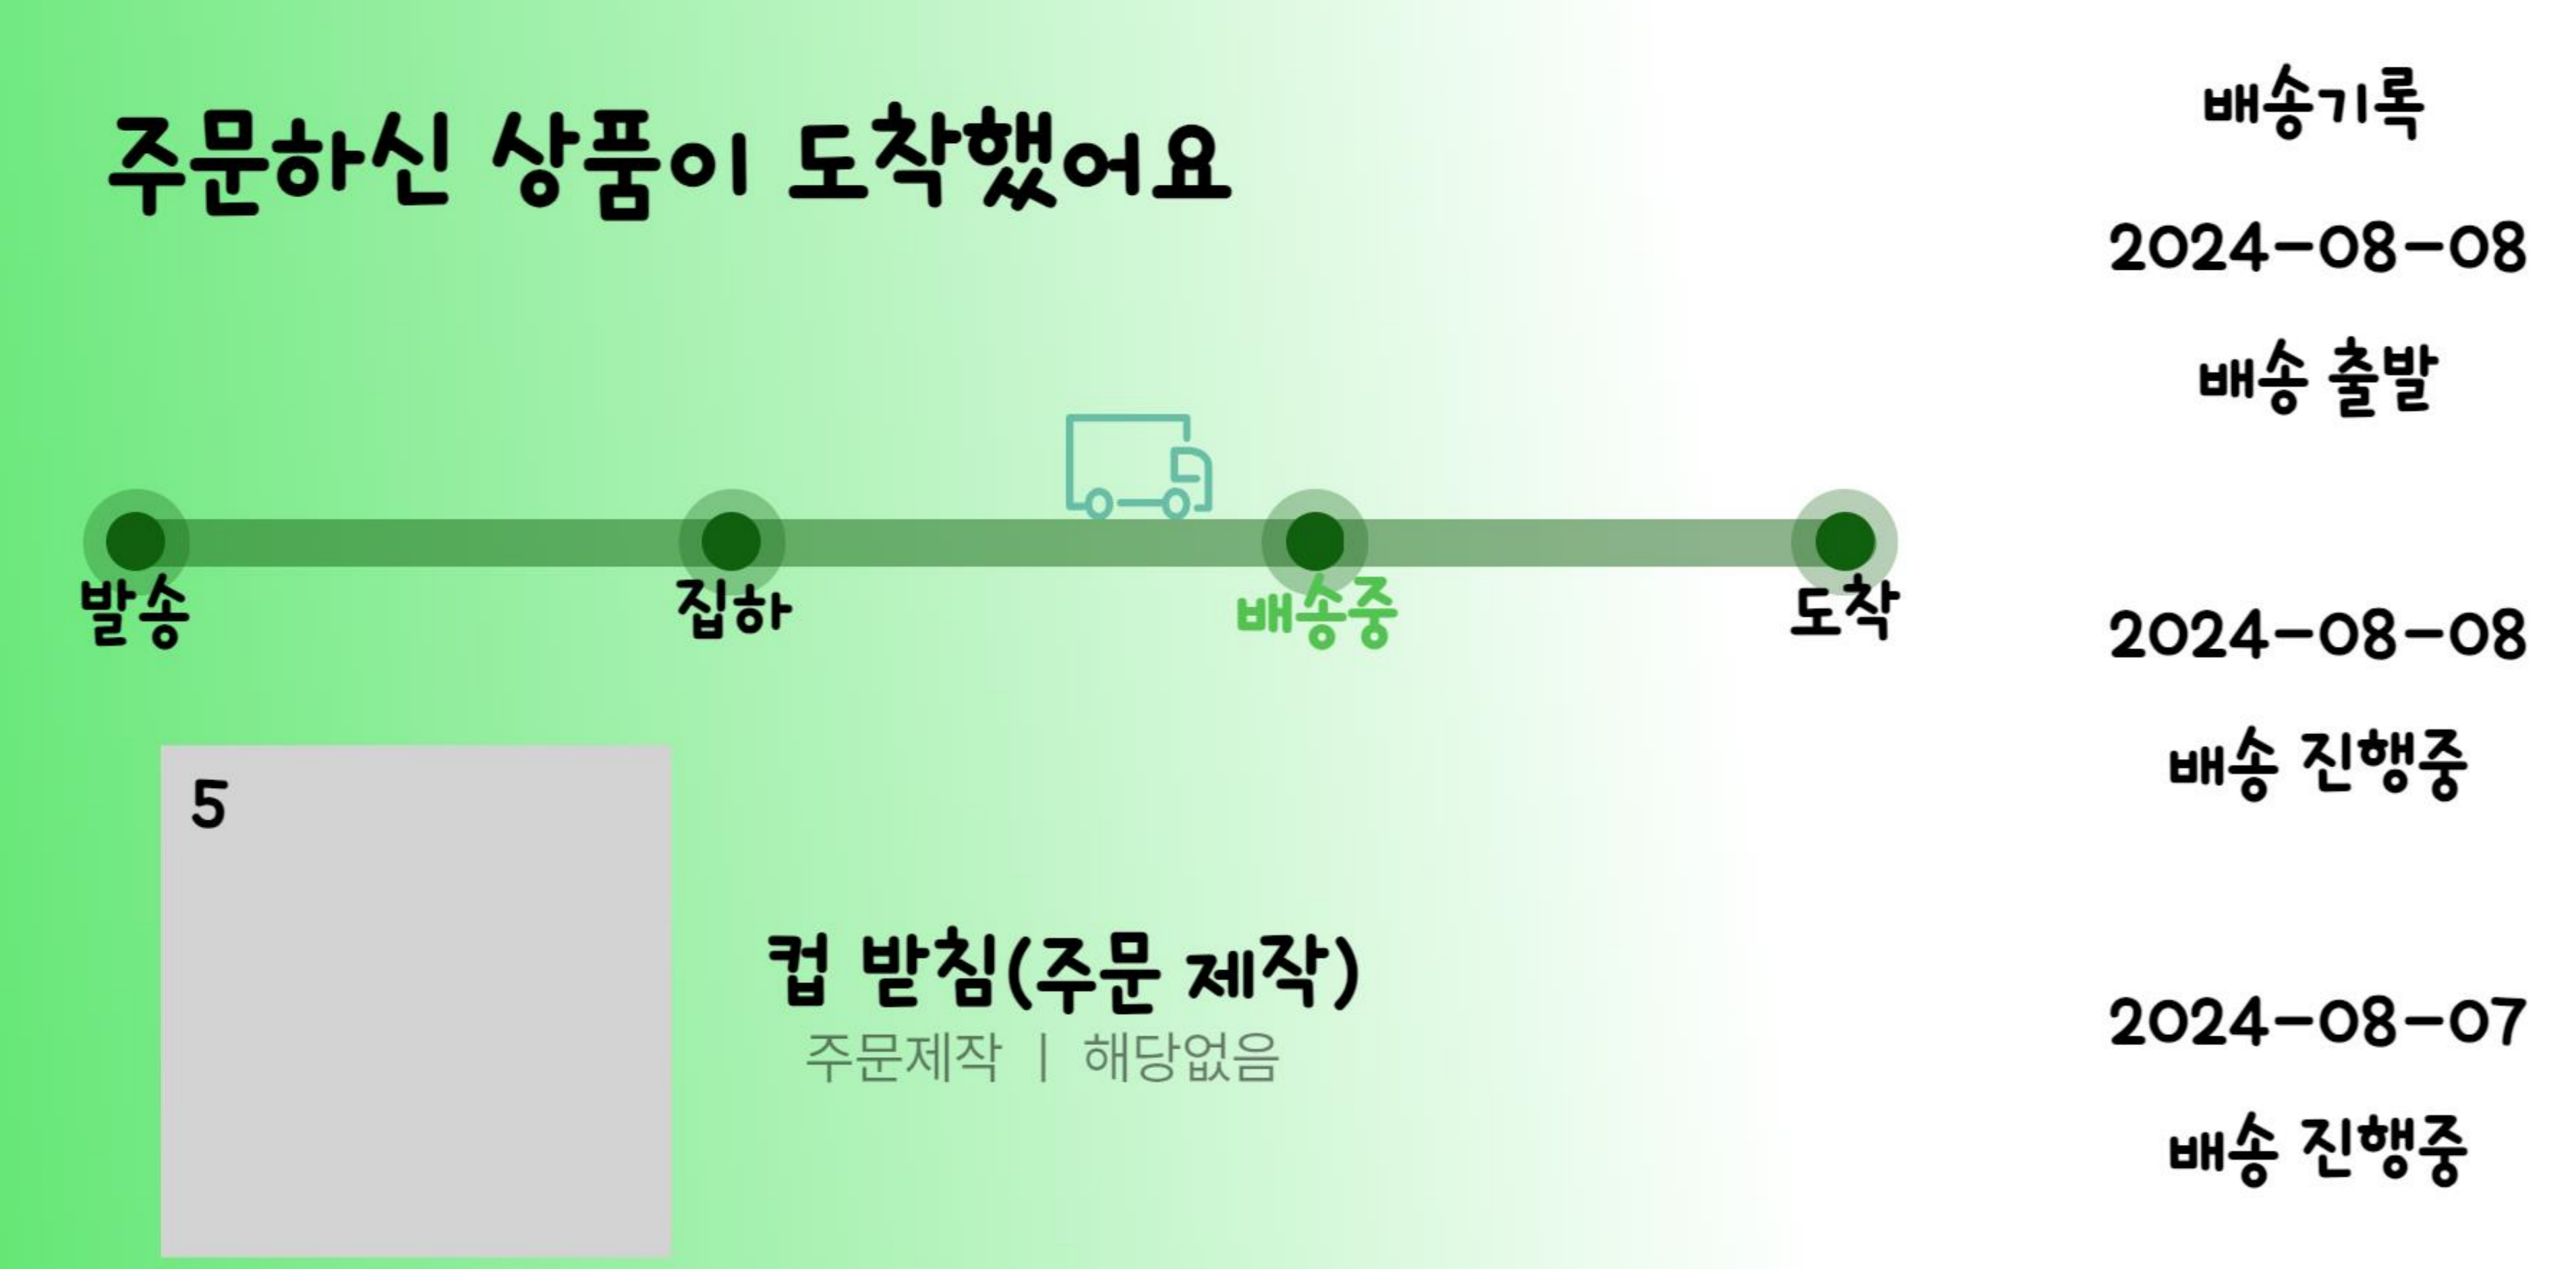 주문하신 상품이 도착했어요
발송
집하
배송중
도착
5
컵 받침(주문 제작)
주문제작 | 해당없음
배송기록
2024-08-08
배송 출발
2024-08-08
배송 진행중
2024-08-07
배송 진행중